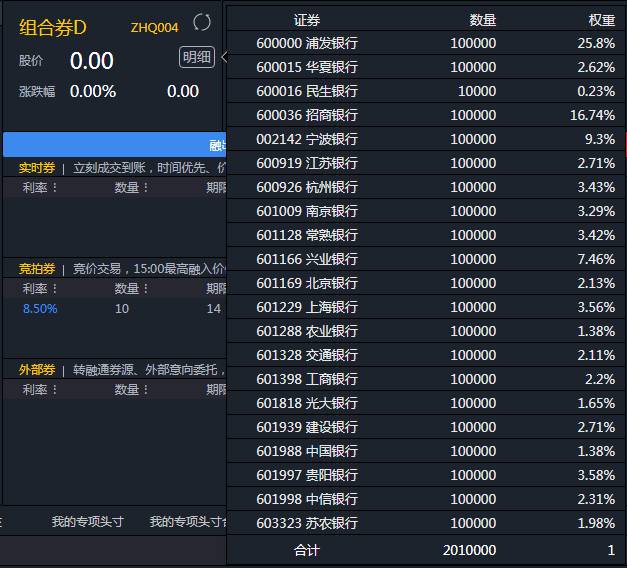 组合券D ZHQ004
股价 0.00 明细
涨跌幅 0.00% 0.00
融出
实时券 | 立刻成交到账，时间优先、价
利率 数量 期限
竞拍券 | 竞价交易，15:00最高融入价
利率 数量 期限
8.50% 10 14
外部券 | 转融通券源、外部意向委托，
利率 数量 期限
我的专项头寸 我的专项头寸
证券 数量 权重
600000 浦发银行 100000 25.8%
600015 华夏银行 100000 2.62%
600016 民生银行 10000 0.23%
600036 招商银行 100000 16.74%
002142 宁波银行 100000 9.3%
600919 江苏银行 100000 2.71%
600926 杭州银行 100000 3.43%
601009 南京银行 100000 3.29%
601128 常熟银行 100000 3.42%
601166 兴业银行 100000 7.46%
601169 北京银行 100000 2.13%
601229 上海银行 100000 3.56%
601288 农业银行 100000 1.38%
601328 交通银行 100000 2.11%
601398 工商银行 100000 2.2%
601818 光大银行 100000 1.65%
601939 建设银行 100000 2.71%
601988 中国银行 100000 1.38%
601997 贵阳银行 100000 3.58%
601998 中信银行 100000 2.31%
603323 苏农银行 100000 1.98%
合计 2010000 1